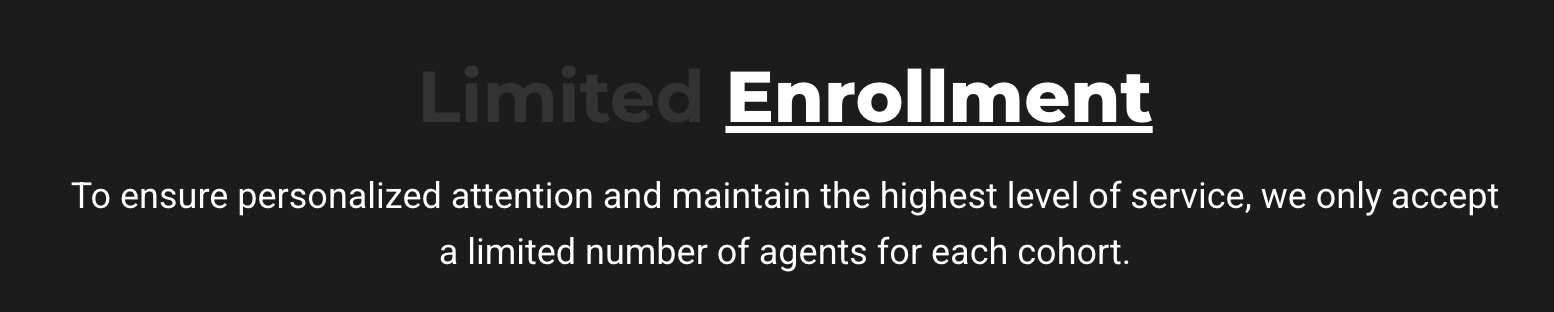 Limited Enrollment
To ensure personalized attention and maintain the highest level of service, we only accept
a limited number of agents for each cohort.